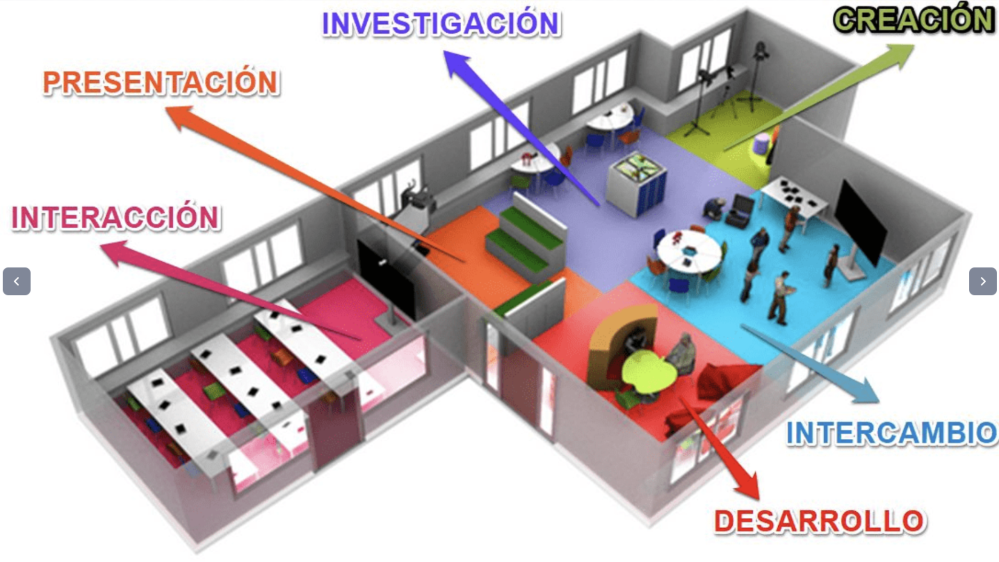 CREACIÓN
INVESTIGACIÓN
PRESENTACIÓN
INTERACCIÓN
INTERCAMBIO
DESARROLLO